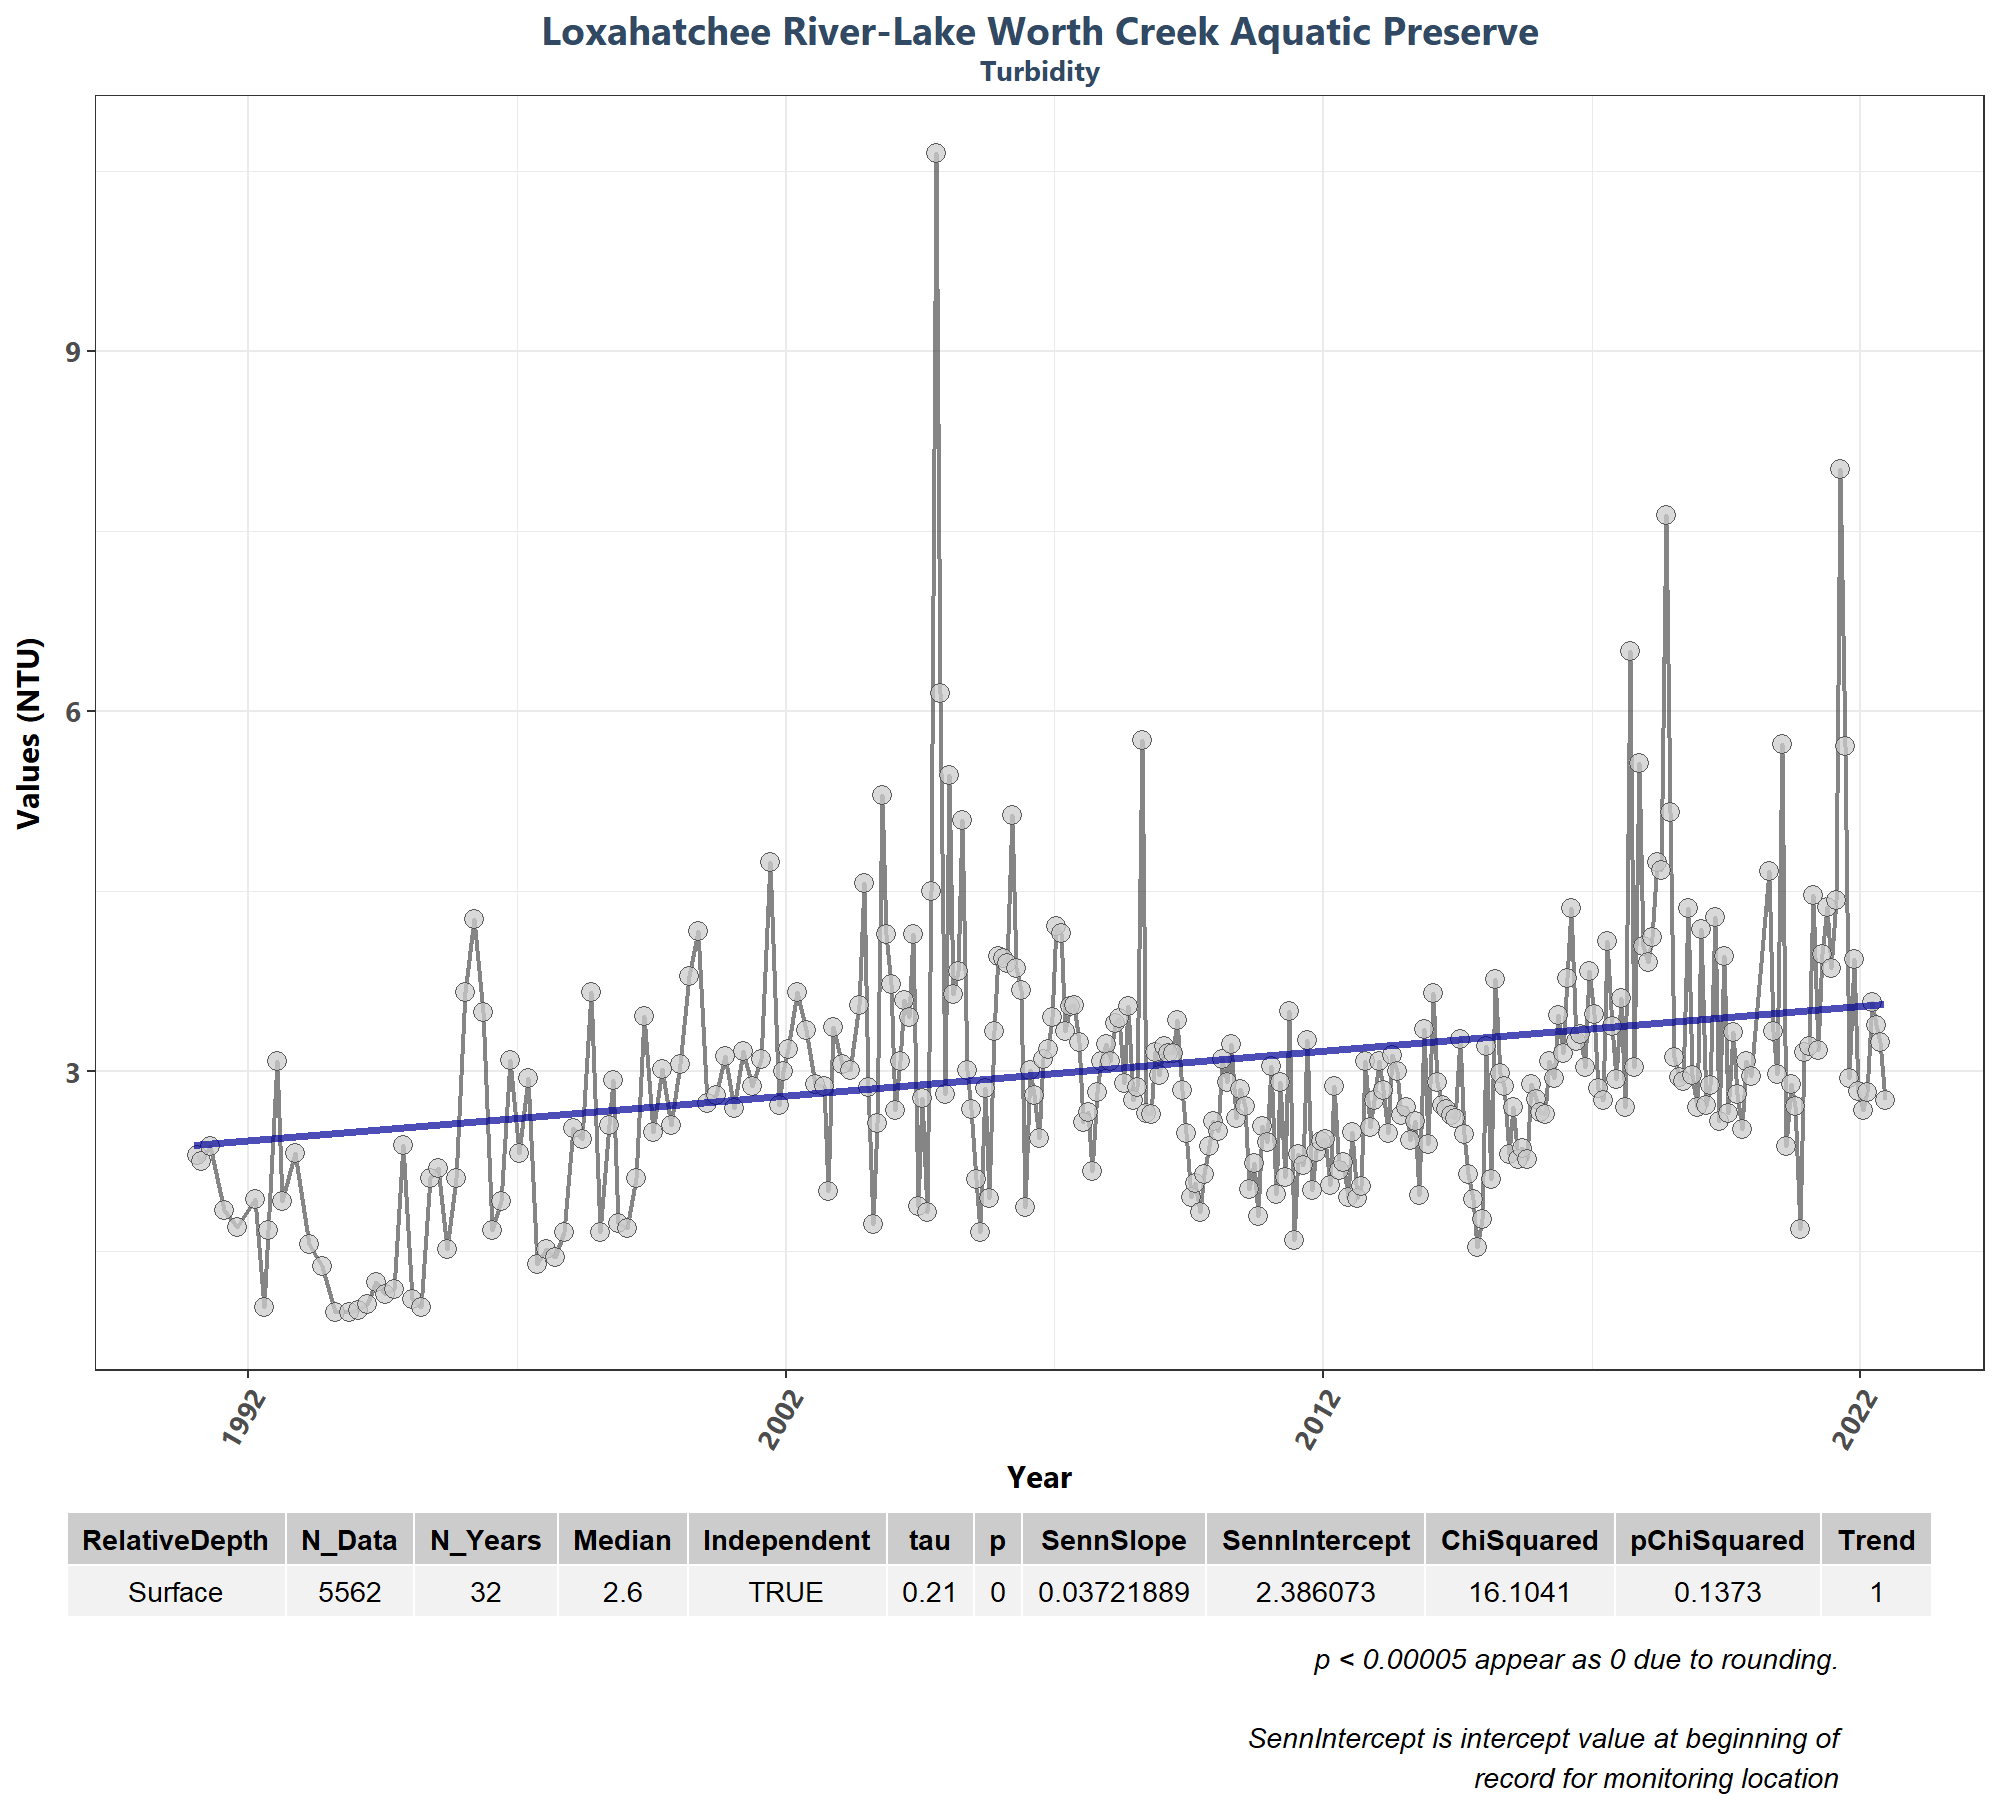 Loxahatchee River-Lake Worth Creek Aquatic Preserve
Turbidity
Values (NTU)
9
6
3
1992
2002
2012
2022
Year
RelativeDepth N_Data N_Years Median Independent tau p SennSlope SennIntercept ChiSquared pChiSquared Trend
Surface 5562 32 2.6 TRUE 0.21 0 0.03721889 2.386073 16.1041 0.1373 1
p < 0.00005 appear as 0 due to rounding.
SennIntercept is intercept value at beginning of
record for monitoring location